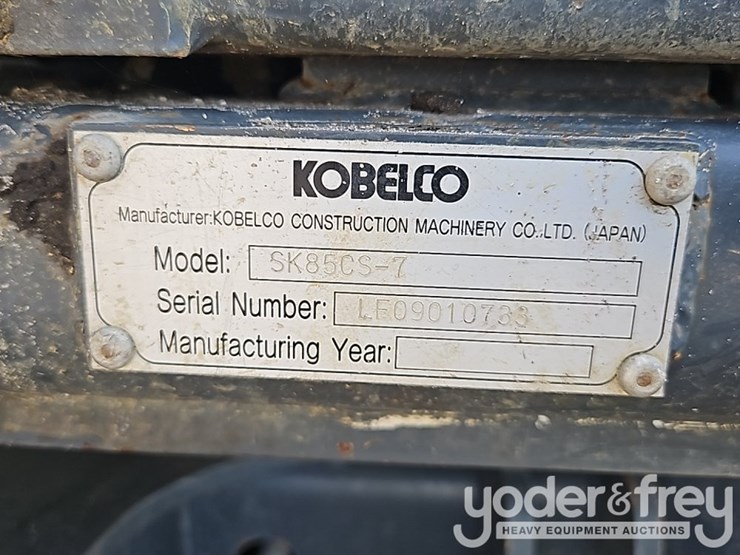 KOBELCO
Manufacturer:KOBELCO CONSTRUCTION MACHINERY CO.,LTD. (JAPAN)
Model: SK85CS-7
Serial Number: LF09010733
Manufacturing Year:
yoder&frey
HEAVY EQUIPMENT AUCTIONS